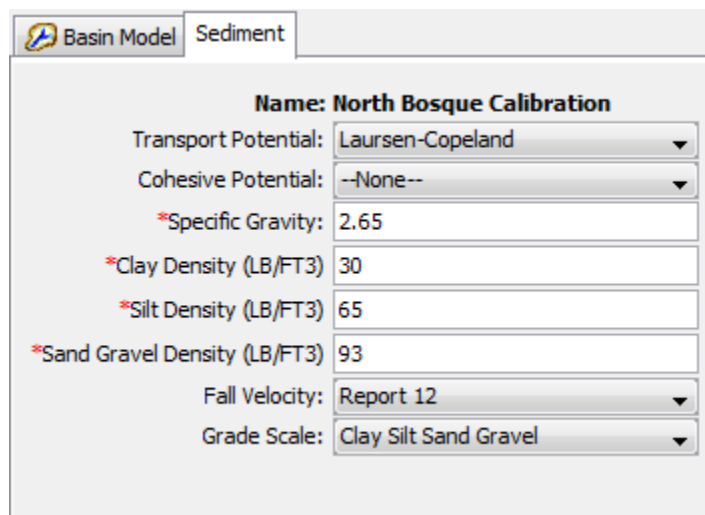 Basin Model Sediment
Name: North Bosque Calibration
Transport Potential: Laursen-Copeland
Cohesive Potential: --None--
*Specific Gravity: 2.65
*Clay Density (LB/FT3) 30
*Silt Density (LB/FT3) 65
*Sand Gravel Density (LB/FT3) 93
Fall Velocity: Report 12
Grade Scale: Clay Silt Sand Gravel